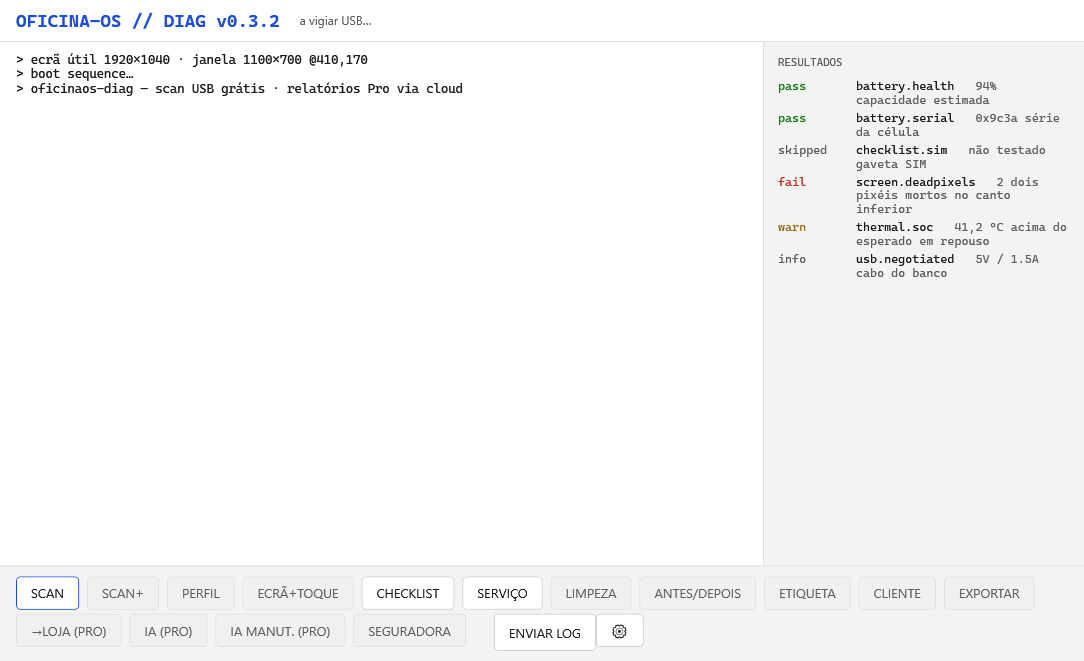 OFICINA-OS // DIAG v0.3.2 a vigiar USB...
> ecrã útil 1920×1040 · janela 1100×700 @410,170
> boot sequence…
> oficinaos-diag — scan USB grátis · relatórios Pro via cloud
RESULTADOS
pass battery.health 94%
capacidade estimada
pass battery.serial 0x9c3a série
da célula
skipped checklist.sim não testado
gaveta SIM
fail screen.deadpixels 2 dois
pixéis mortos no canto
inferior
warn thermal.soc 41,2 ºC acima do
esperado em repouso
info usb.negotiated 5V / 1.5A
cabo do banco
SCAN SCAN+ PERFIL ECRÃ+TOQUE CHECKLIST SERVIÇO LIMPEZA ANTES/DEPOIS ETIQUETA CLIENTE EXPORTAR
→LOJA (PRO) IA (PRO) IA MANUT. (PRO) SEGURADORA ENVIAR LOG